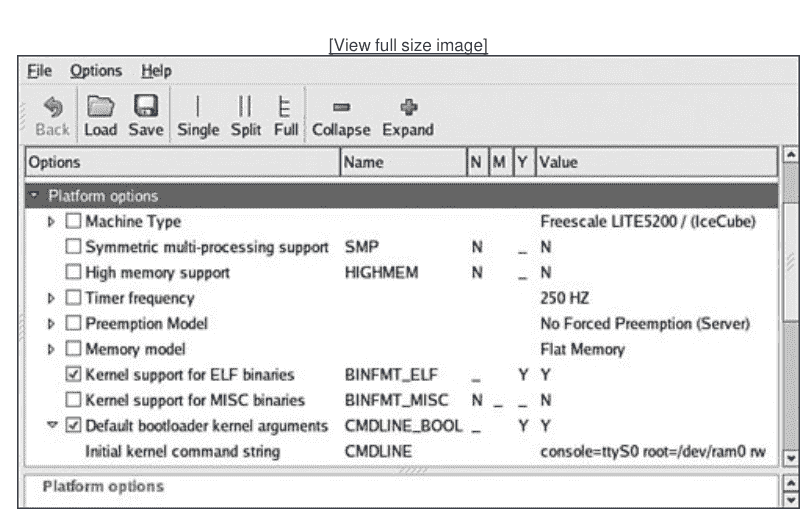 [View full size image]
File Options Help
Back Load Save Single Split Full Collapse Expand
Options Name N M Y Value
Platform options
Machine Type Freescale LITE5200 / (IceCube)
Symmetric multi-processing support SMP N _ N
High memory support HIGHMEM N _ N
Timer frequency 250 HZ
Preemption Model No Forced Preemption (Server)
Memory model Flat Memory
Kernel support for ELF binaries BINFMT_ELF _ Y Y
Kernel support for MISC binaries BINFMT_MISC N _ _ N
Default bootloader kernel arguments CMDLINE_BOOL _ Y Y
Initial kernel command string CMDLINE console=ttyS0 root=/dev/ram0 rw
Platform options